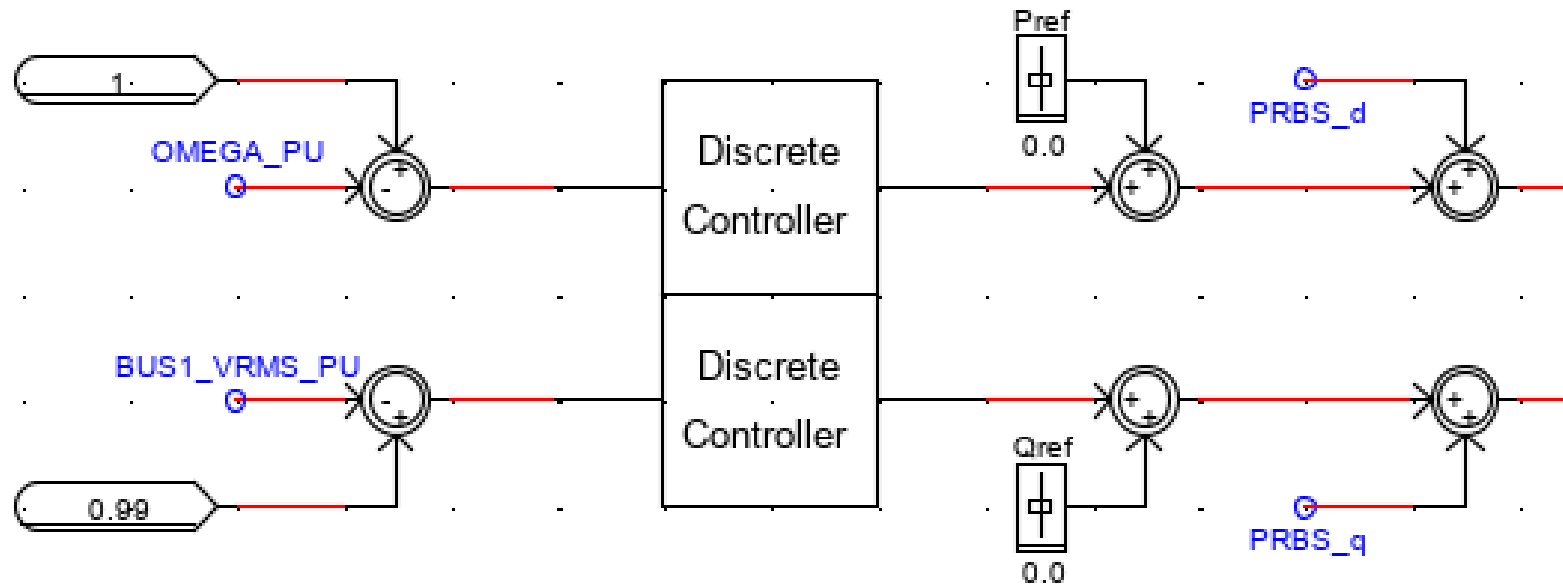 Pref
1
PRBS_d
OMEGA_PU
0.0
+
-
+
+
+
+
Discrete
Controller
BUS1_VRMS_PU
Discrete
Controller
-
+
+
+
+
+
Qref
0.99
PRBS_q
0.0